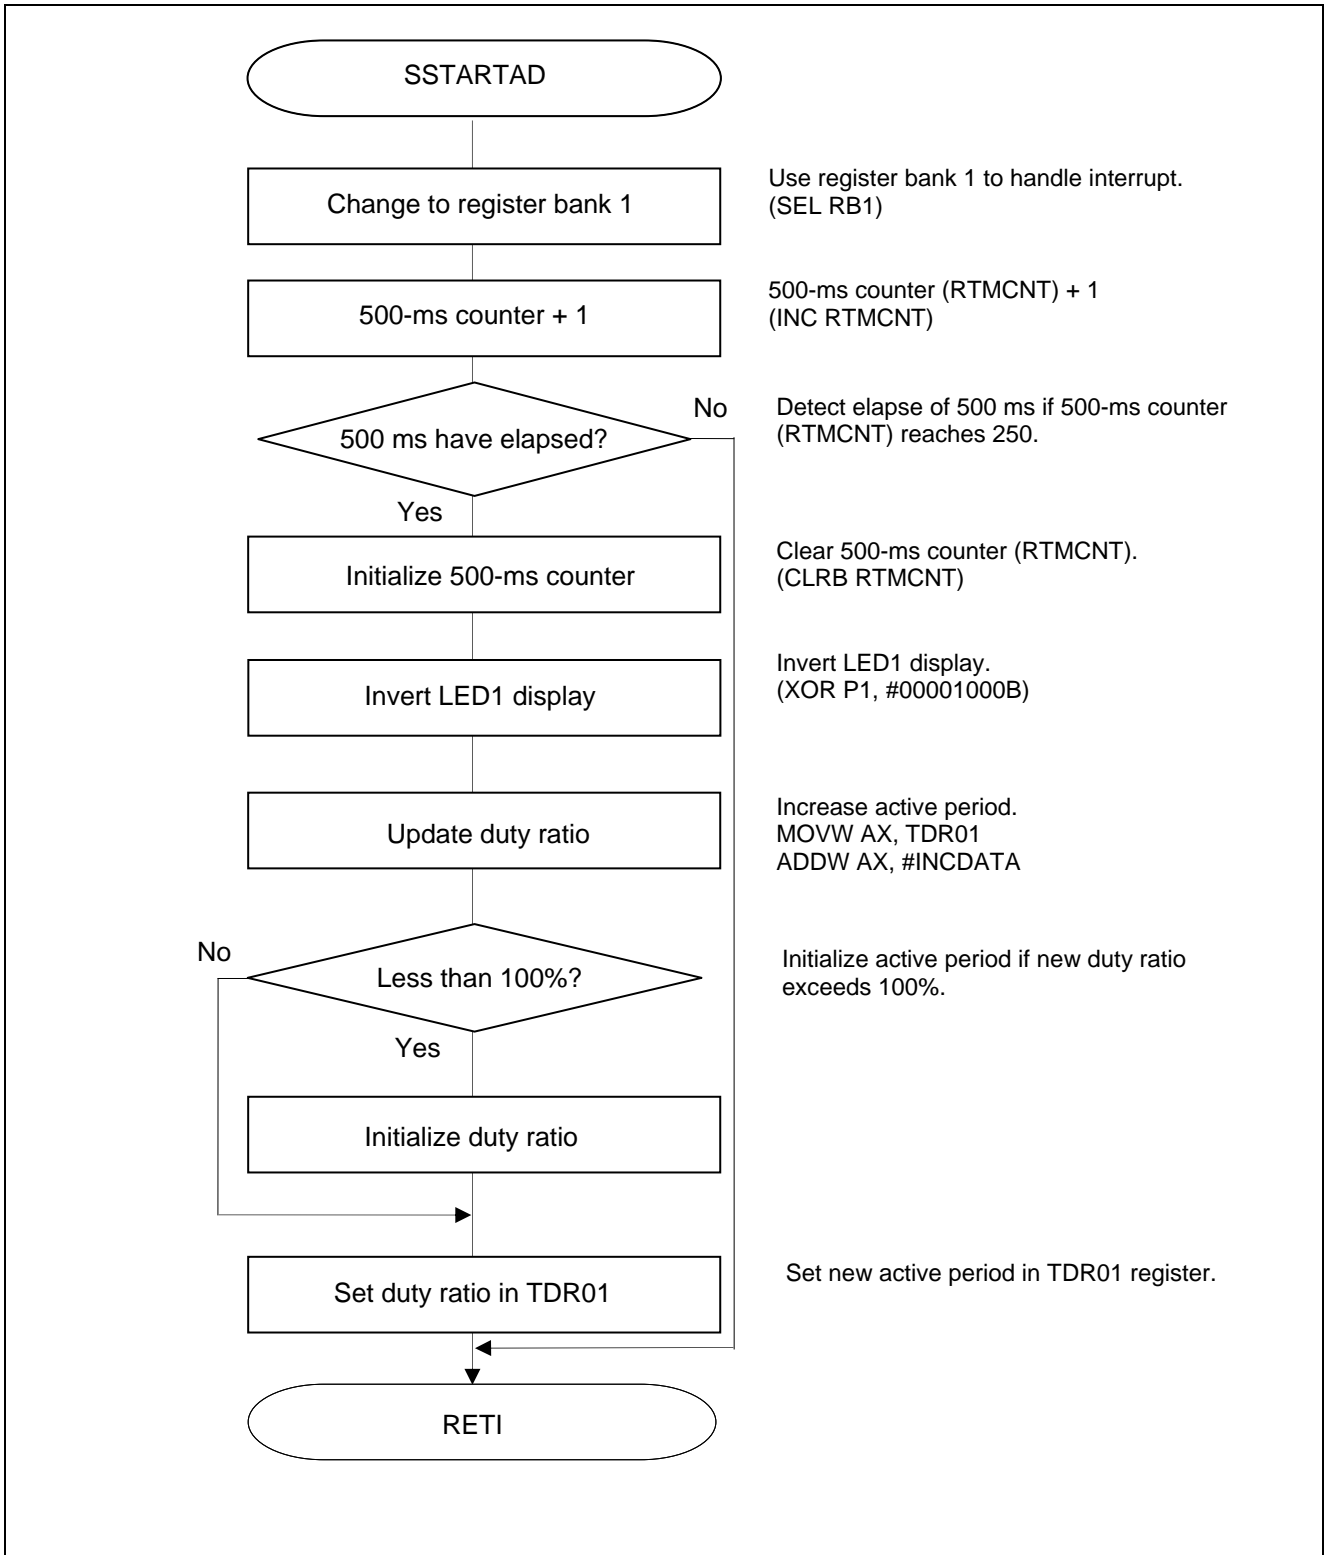 SSTARTAD
Change to register bank 1
Use register bank 1 to handle interrupt.
(SEL RB1)
500-ms counter + 1
500-ms counter (RTMCNT) + 1
(INC RTMCNT)
500 ms have elapsed?
No
Detect elapse of 500 ms if 500-ms counter
(RTMCNT) reaches 250.
Yes
Initialize 500-ms counter
Clear 500-ms counter (RTMCNT).
(CLRB RTMCNT)
Invert LED1 display
Invert LED1 display.
(XOR P1, #00001000B)
Update duty ratio
Increase active period.
MOVW AX, TDR01
ADDW AX, #INCDATA
No
Less than 100%?
Initialize active period if new duty ratio
exceeds 100%.
Yes
Initialize duty ratio
Set duty ratio in TDR01
Set new active period in TDR01 register.
RETI